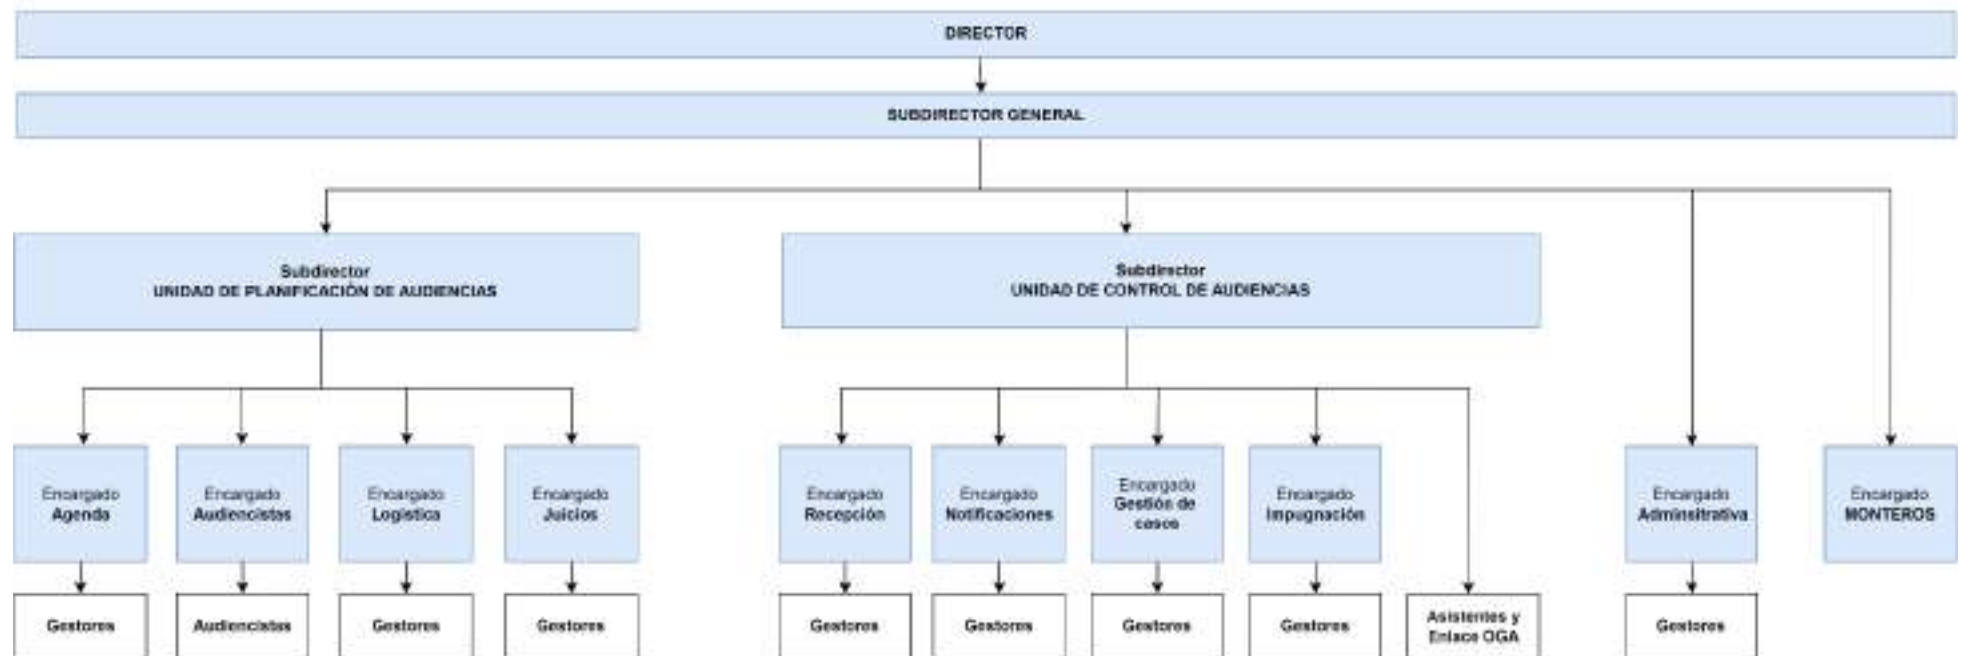 DIRECTOR
SUBDIRECTOR GENERAL
Subdirector
UNIDAD DE PLANIFICACIÓN DE AUDIENCIAS
Subdirector
UNIDAD DE CONTROL DE AUDIENCIAS
Encargado
Agenda
Encargado
Audiencistas
Encargado
Logística
Encargado
Juicios
Encargado
Recepción
Encargado
Notificaciones
Encargado
Gestión de
casos
Encargado
Impugnación
Encargado
Adminsitrativa
Encargado
MONTEROS
Gestores
Audiencistas
Gestores
Gestores
Gestores
Gestores
Gestores
Gestores
Asistentes y
Enlace OGA
Gestores